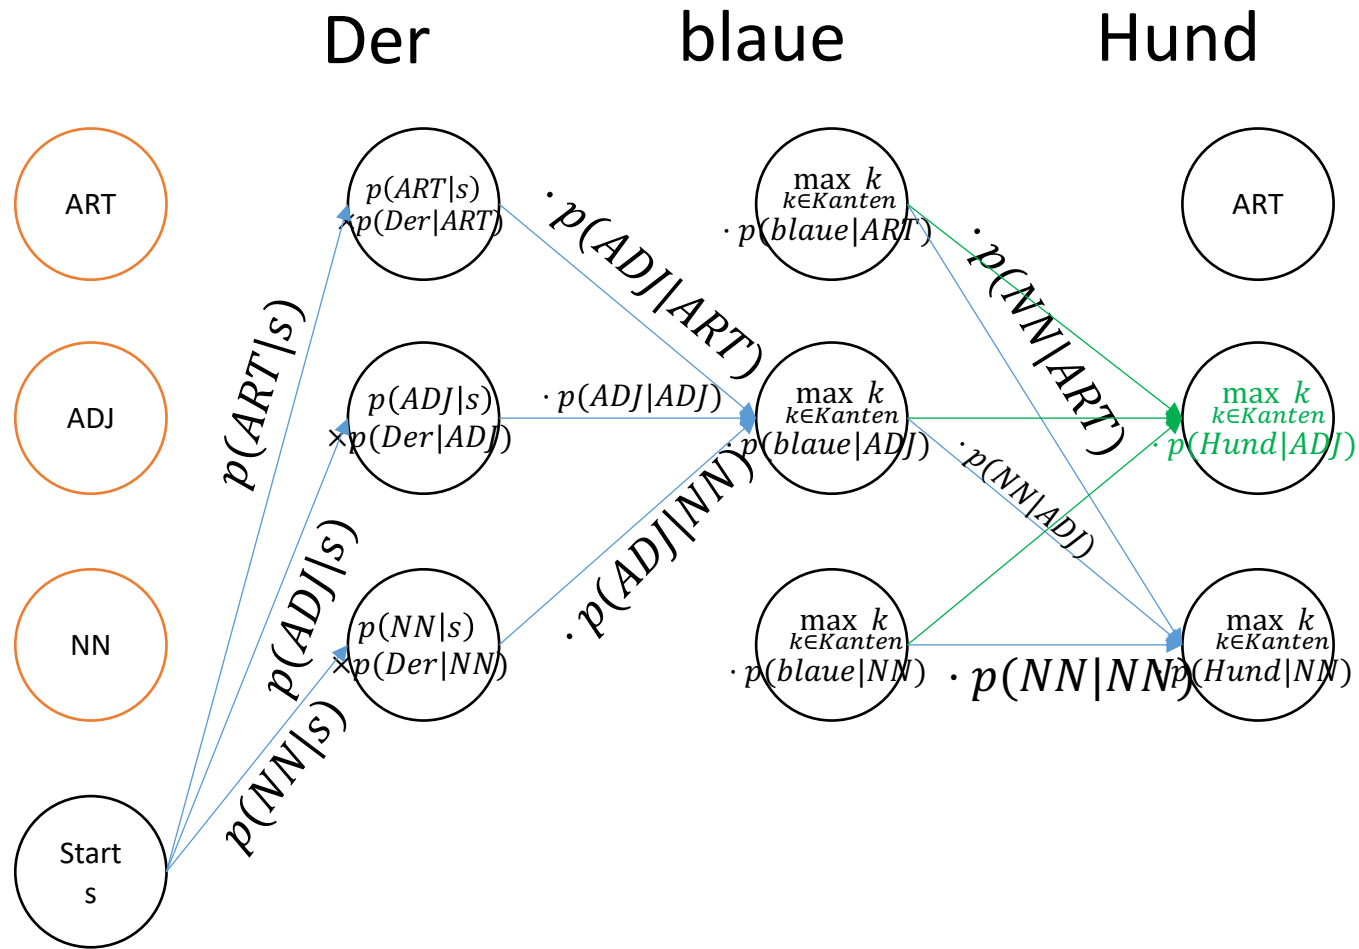 Der blaue Hund
ART
p(ART|s)
×p(Der|ART)
· p(ADJ|ART)
max k
k∈Kanten
· p(blaue|ART)
· p(NN|ART)
ART
p(ART|s)
ADJ
p(ADJ|s)
×p(Der|ADJ)
· p(ADJ|ADJ)
max k
k∈Kanten
· p(blaue|ADJ)
· p(NN|ADJ)
max k
k∈Kanten
· p(Hund|ADJ)
p(ADJ|s)
NN
p(NN|s)
×p(Der|NN)
· p(ADJ|NN)
max k
k∈Kanten
· p(blaue|NN)
· p(NN|NN)
max k
k∈Kanten
· p(Hund|NN)
p(NN|s)
Start
s